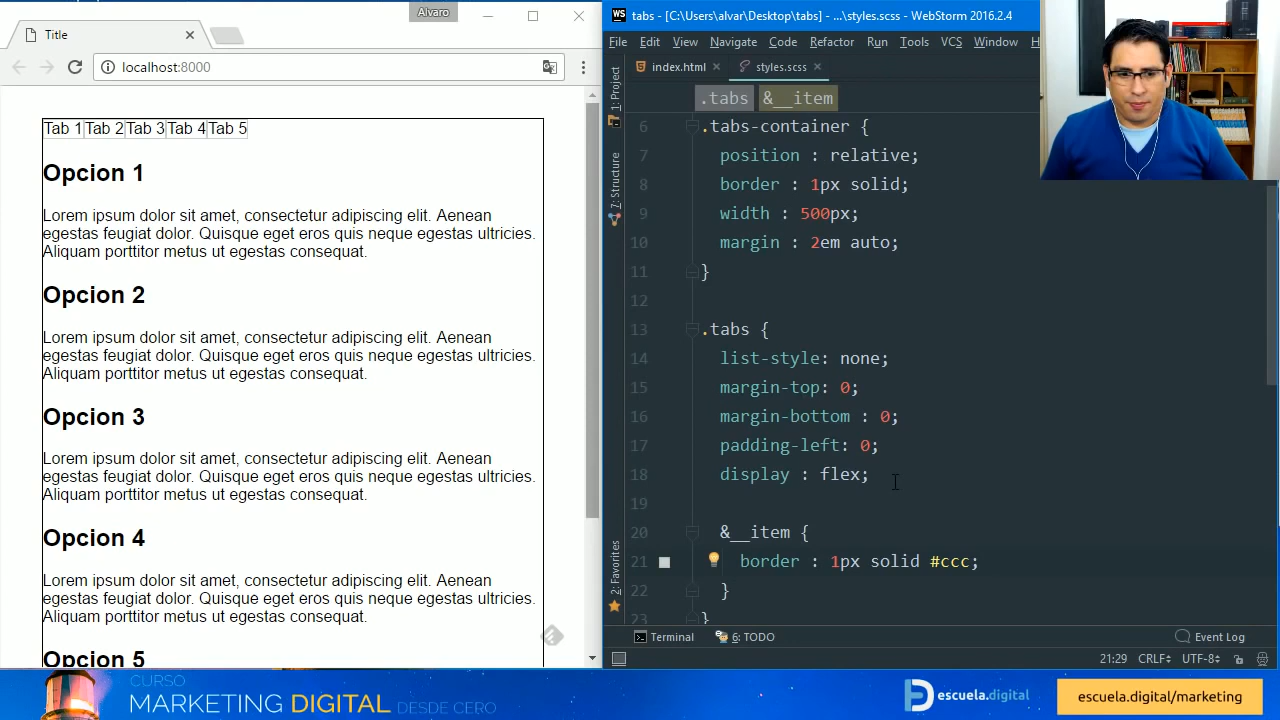 Alvaro
Title
localhost:8000
Tab 1
Tab 2
Tab 3
Tab 4
Tab 5
Opcion 1
Lorem ipsum dolor sit amet, consectetur adipiscing elit. Aenean
egestas feugiat dolor. Quisque eget eros quis neque egestas ultricies.
Aliquam porttitor metus ut egestas consequat.
Opcion 2
Lorem ipsum dolor sit amet, consectetur adipiscing elit. Aenean
egestas feugiat dolor. Quisque eget eros quis neque egestas ultricies.
Aliquam porttitor metus ut egestas consequat.
Opcion 3
Lorem ipsum dolor sit amet, consectetur adipiscing elit. Aenean
egestas feugiat dolor. Quisque eget eros quis neque egestas ultricies.
Aliquam porttitor metus ut egestas consequat.
Opcion 4
Lorem ipsum dolor sit amet, consectetur adipiscing elit. Aenean
egestas feugiat dolor. Quisque eget eros quis neque egestas ultricies.
Aliquam porttitor metus ut egestas consequat.
Opcion 5
WS tabs - [C:\Users\alvar\Desktop\tabs] - ...\styles.scss - WebStorm 2016.2.4
File Edit View Navigate Code Refactor Run Tools VCS Window H
index.html styles.scss
1: Project
7: Structure
2: Favorites
.tabs &__item
6 .tabs-container {
7 position : relative;
8 border : 1px solid;
9 width : 500px;
10 margin : 2em auto;
11 }
12
13 .tabs {
14 list-style: none;
15 margin-top: 0;
16 margin-bottom : 0;
17 padding-left: 0;
18 display : flex;
19
20 &__item {
21 border : 1px solid #ccc;
22 }
23 }
Terminal 6: TODO Event Log
21:29 CRLF UTF-8
CURSO
MARKETING DIGITAL DESDE CERO
escuela.digital
escuela.digital/marketing